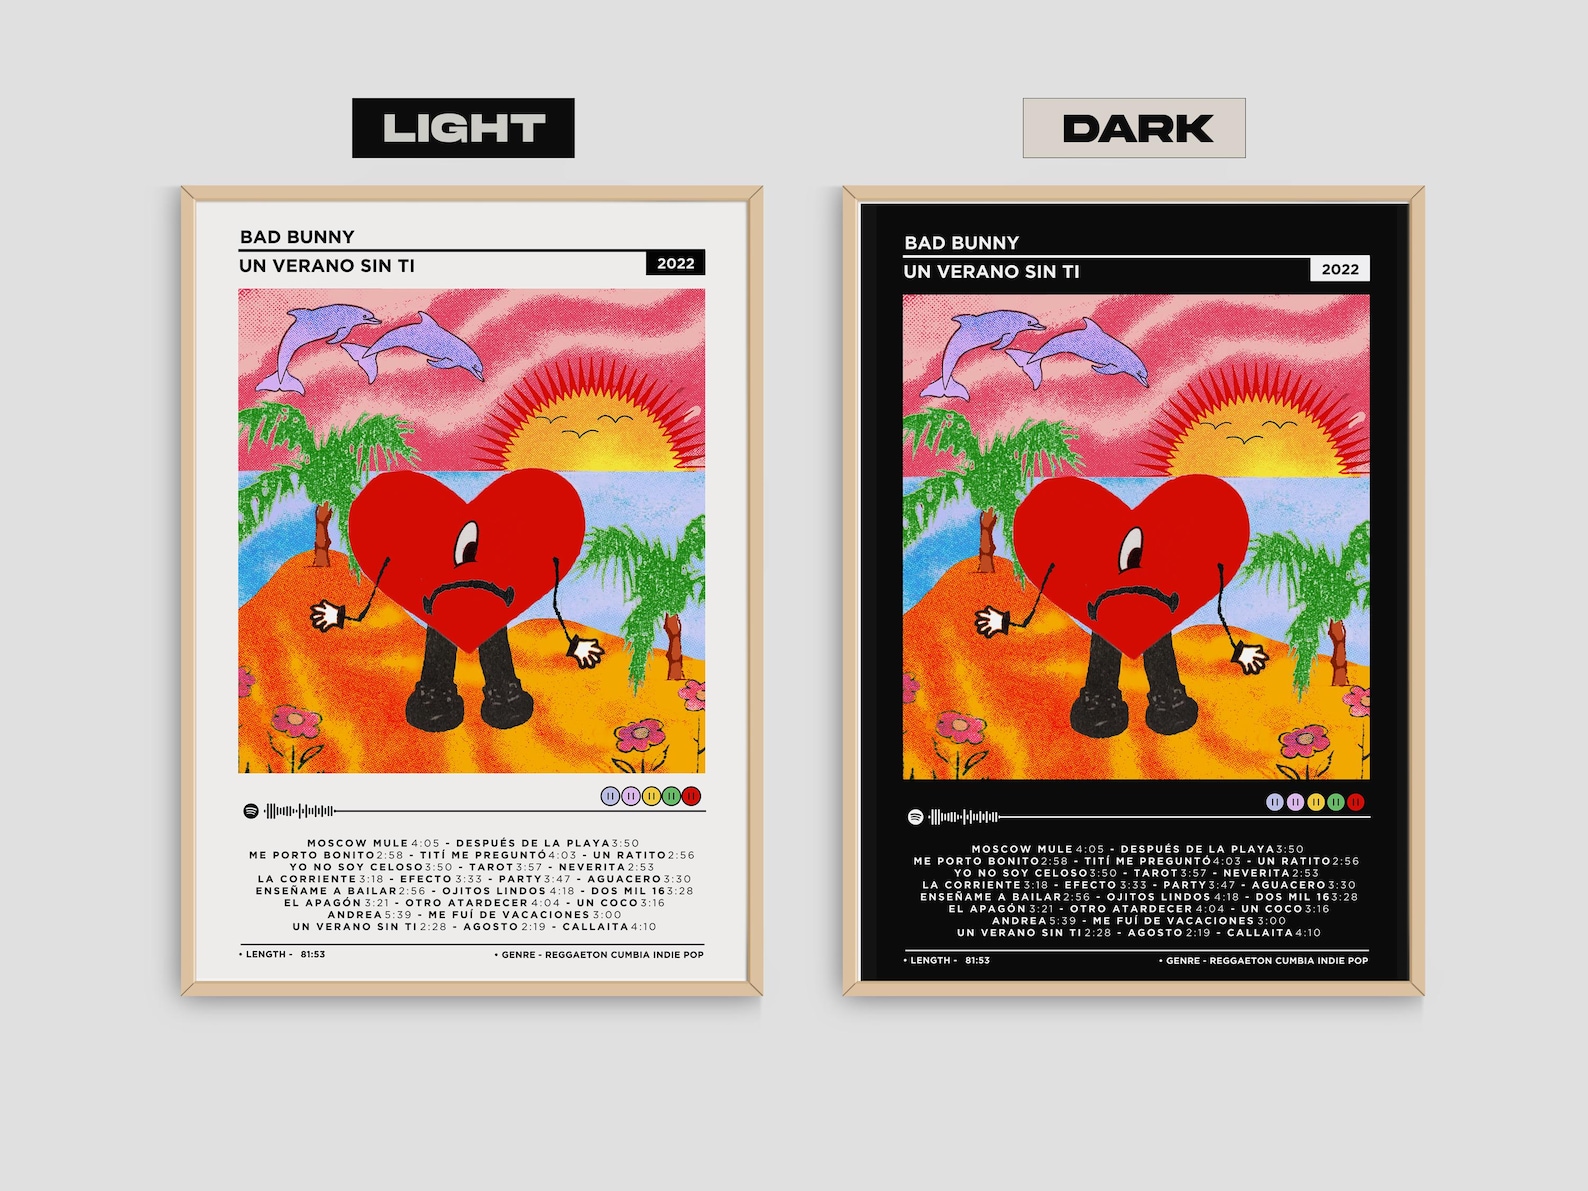 LIGHT
BAD BUNNY
UN VERANO SIN TI
2022
MOSCOW MULE 4:05 - DESPUÉS DE LA PLAYA 3:50
ME PORTO BONITO 2:58 - TITÍ ME PREGUNTÓ 4:03 - UN RATITO 2:56
YO NO SOY CELOSO 3:50 - TAROT 3:57 - NEVERITA 2:53
LA CORRIENTE 3:18 - EFECTO 3:33 - PARTY 3:47 - AGUACERO 3:30
ENSEÑAME A BAILAR 2:56 - OJITOS LINDOS 4:18 - DOS MIL 16 3:28
EL APAGÓN 3:21 - OTRO ATARDECER 4:04 - UN COCO 3:16
ANDREA 5:39 - ME FUÍ DE VACACIONES 3:00
UN VERANO SIN TI 2:28 - AGOSTO 2:19 - CALLAITA 4:10
• LENGTH - 81:53
• GENRE - REGGAETON CUMBIA INDIE POP
DARK
BAD BUNNY
UN VERANO SIN TI
2022
MOSCOW MULE 4:05 - DESPUÉS DE LA PLAYA 3:50
ME PORTO BONITO 2:58 - TITÍ ME PREGUNTÓ 4:03 - UN RATITO 2:56
YO NO SOY CELOSO 3:50 - TAROT 3:57 - NEVERITA 2:53
LA CORRIENTE 3:18 - EFECTO 3:33 - PARTY 3:47 - AGUACERO 3:30
ENSEÑAME A BAILAR 2:56 - OJITOS LINDOS 4:18 - DOS MIL 16 3:28
EL APAGÓN 3:21 - OTRO ATARDECER 4:04 - UN COCO 3:16
ANDREA 5:39 - ME FUÍ DE VACACIONES 3:00
UN VERANO SIN TI 2:28 - AGOSTO 2:19 - CALLAITA 4:10
• LENGTH - 81:53
• GENRE - REGGAETON CUMBIA INDIE POP